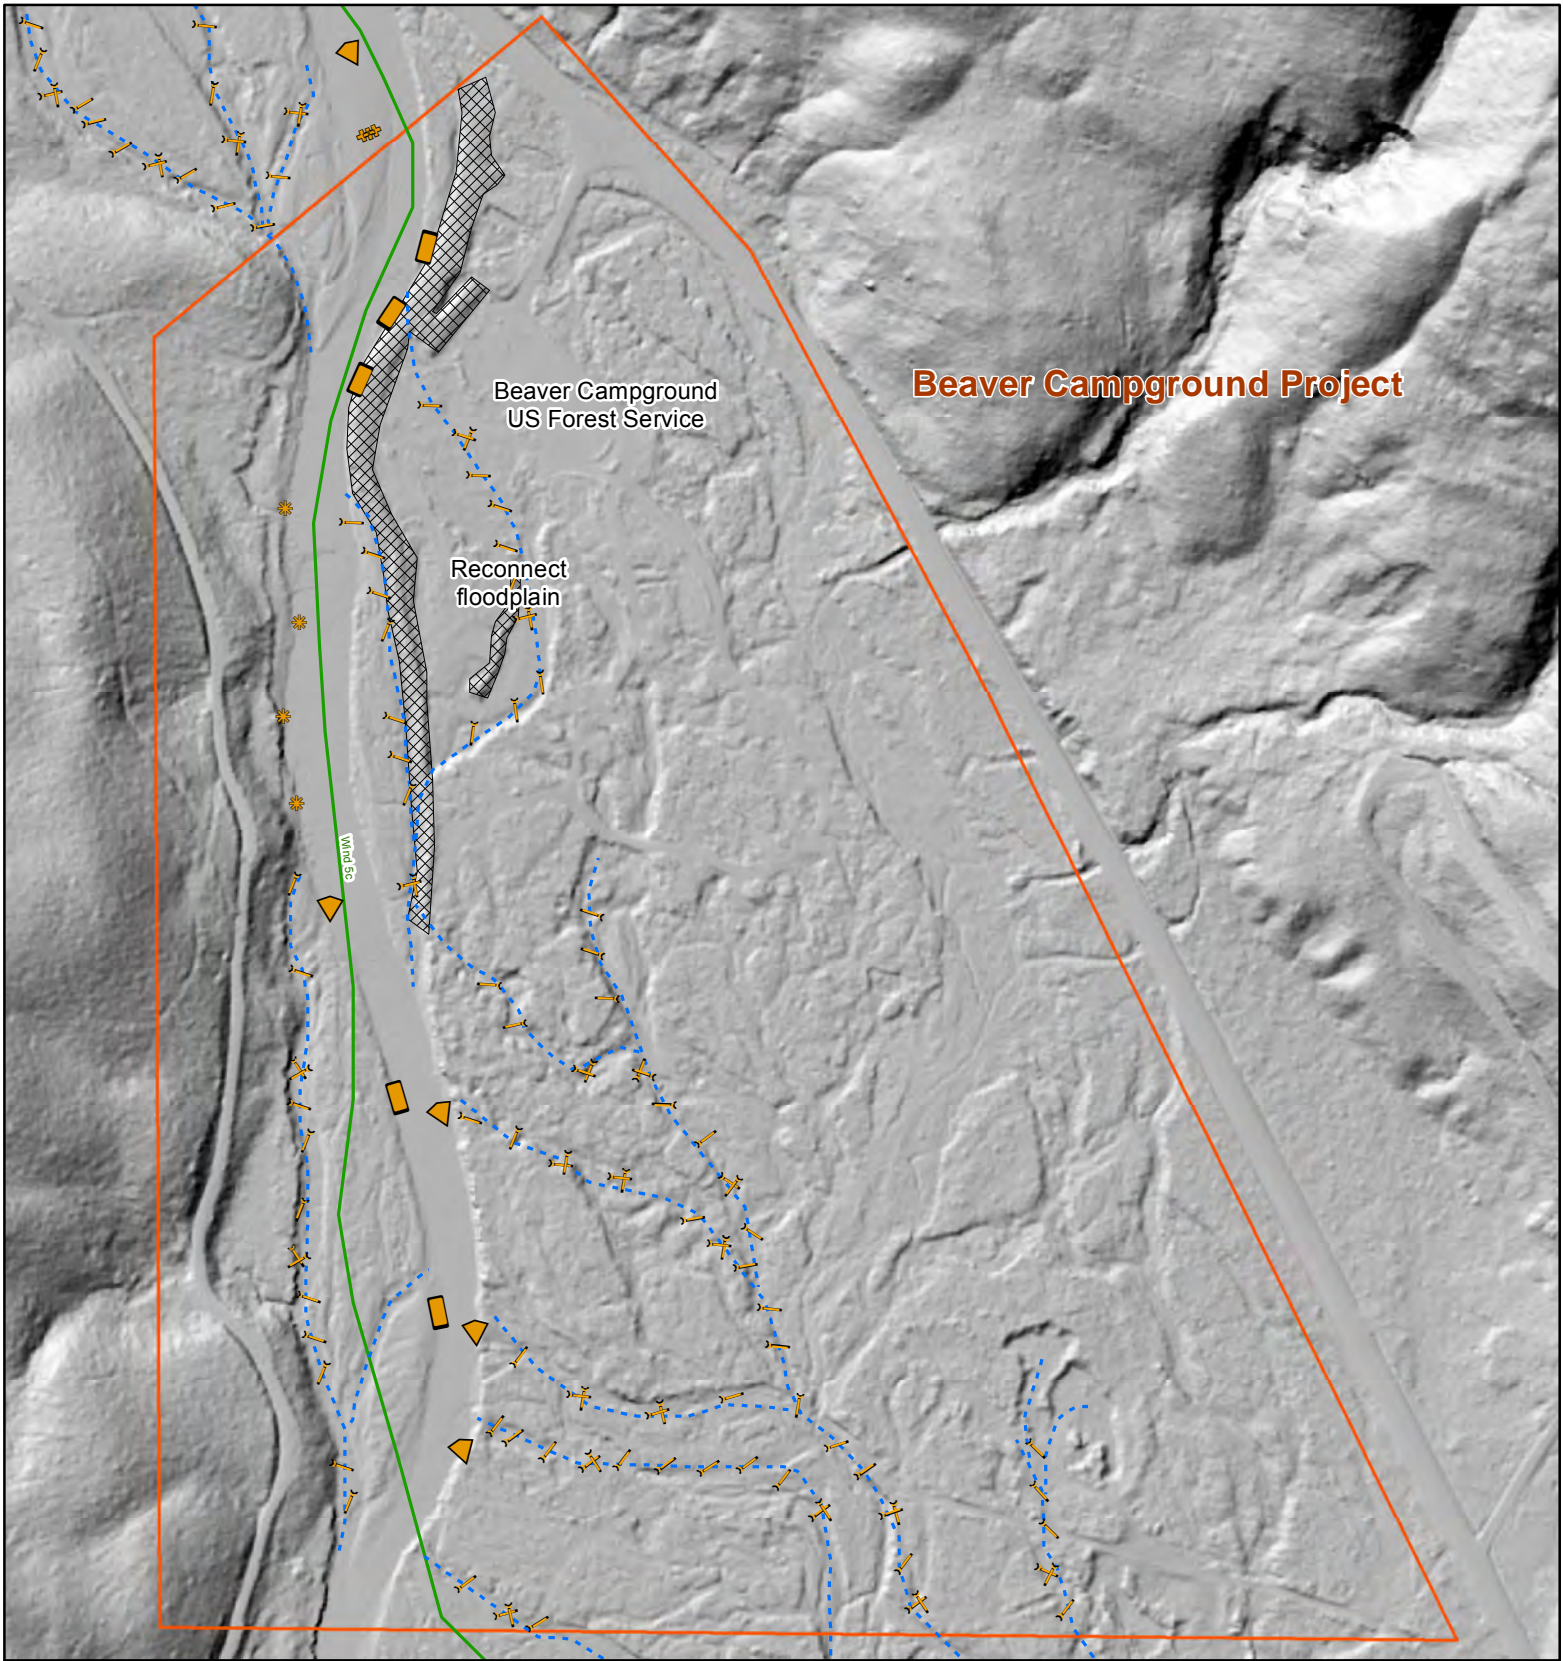 Beaver Campground Project
Beaver Campground
US Forest Service
Reconnect
floodplain
Wind 5c